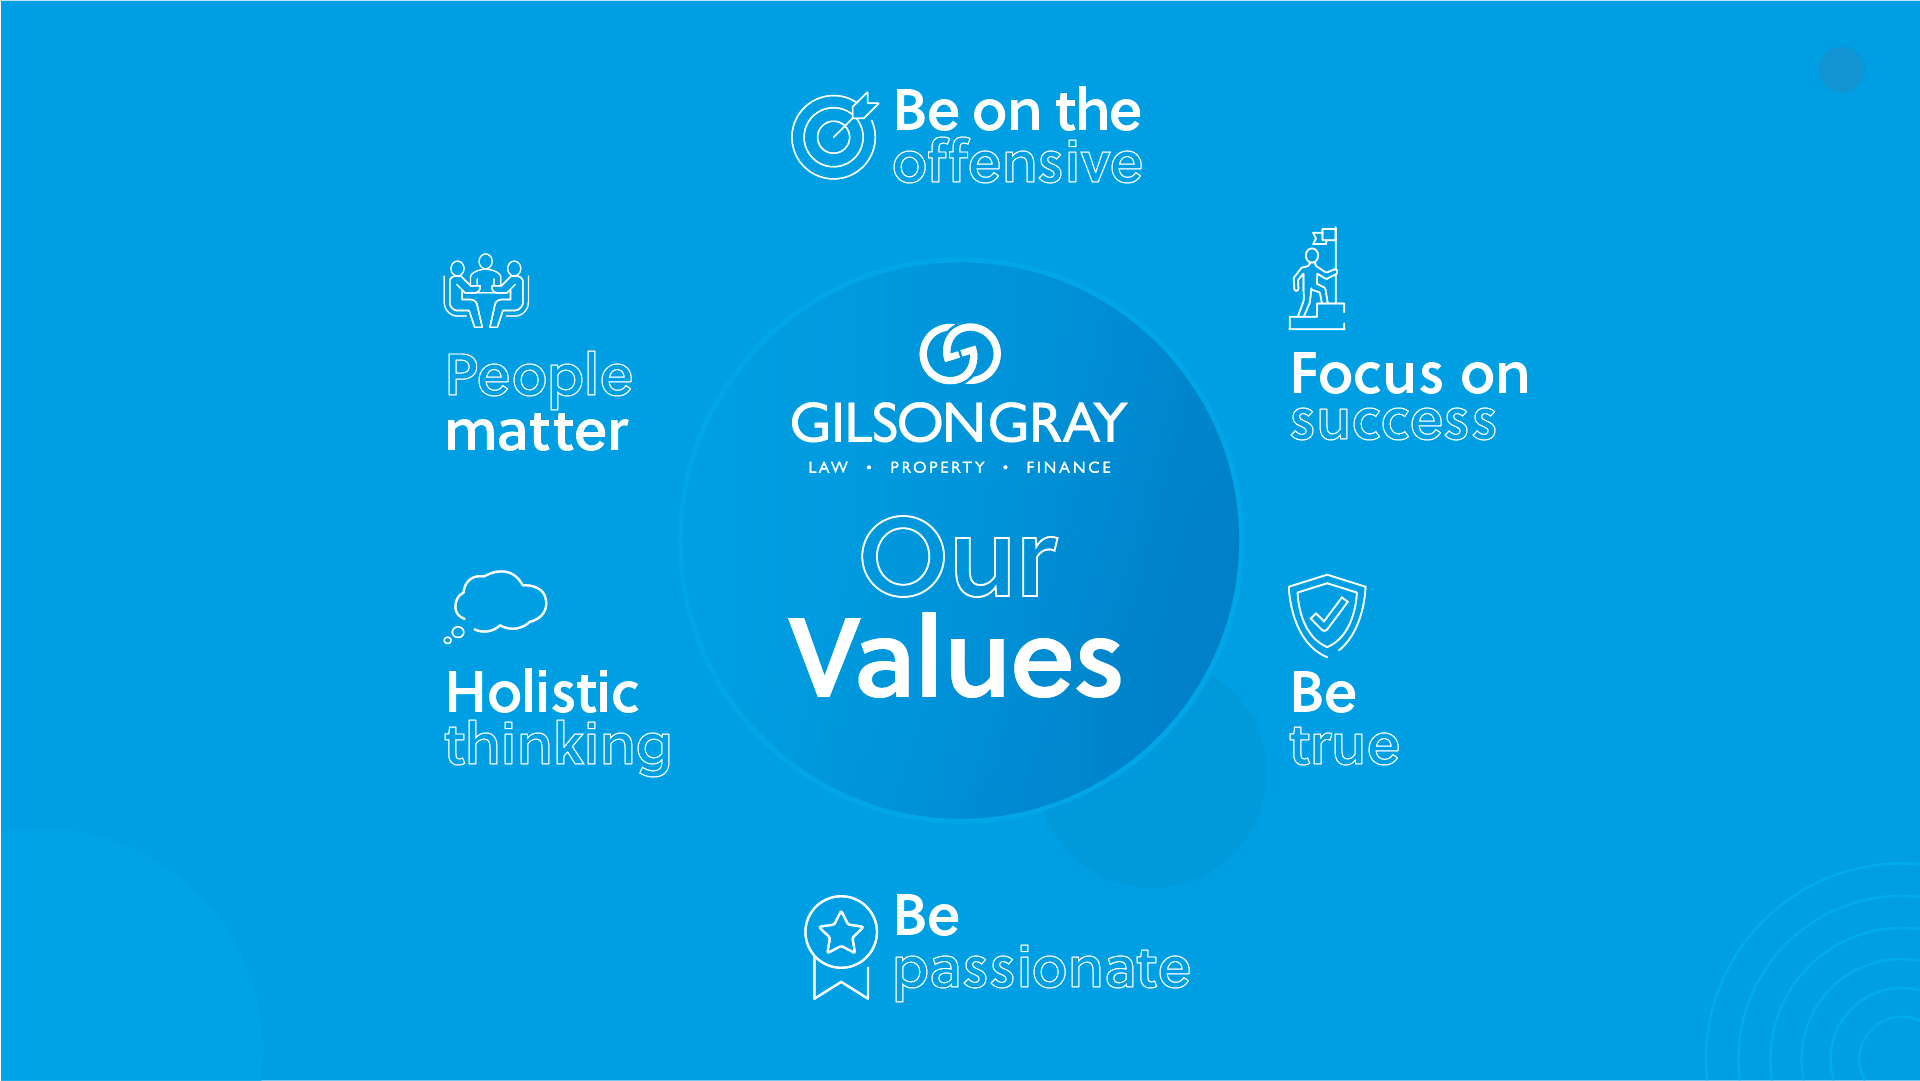 Be on the
offensive
People
matter
Focus on
success
GILSONGRAY
LAW • PROPERTY • FINANCE
Our
Values
Holistic
thinking
Be
true
Be
passionate